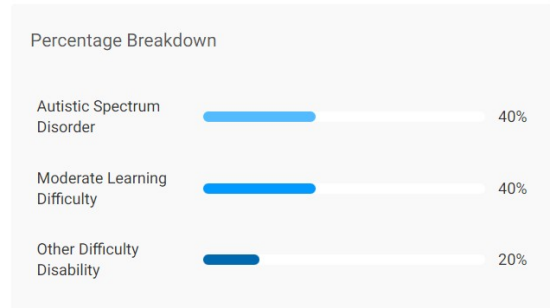 Percentage Breakdown
Autistic Spectrum
Disorder
40%
Moderate Learning
Difficulty
40%
Other Difficulty
Disability
20%